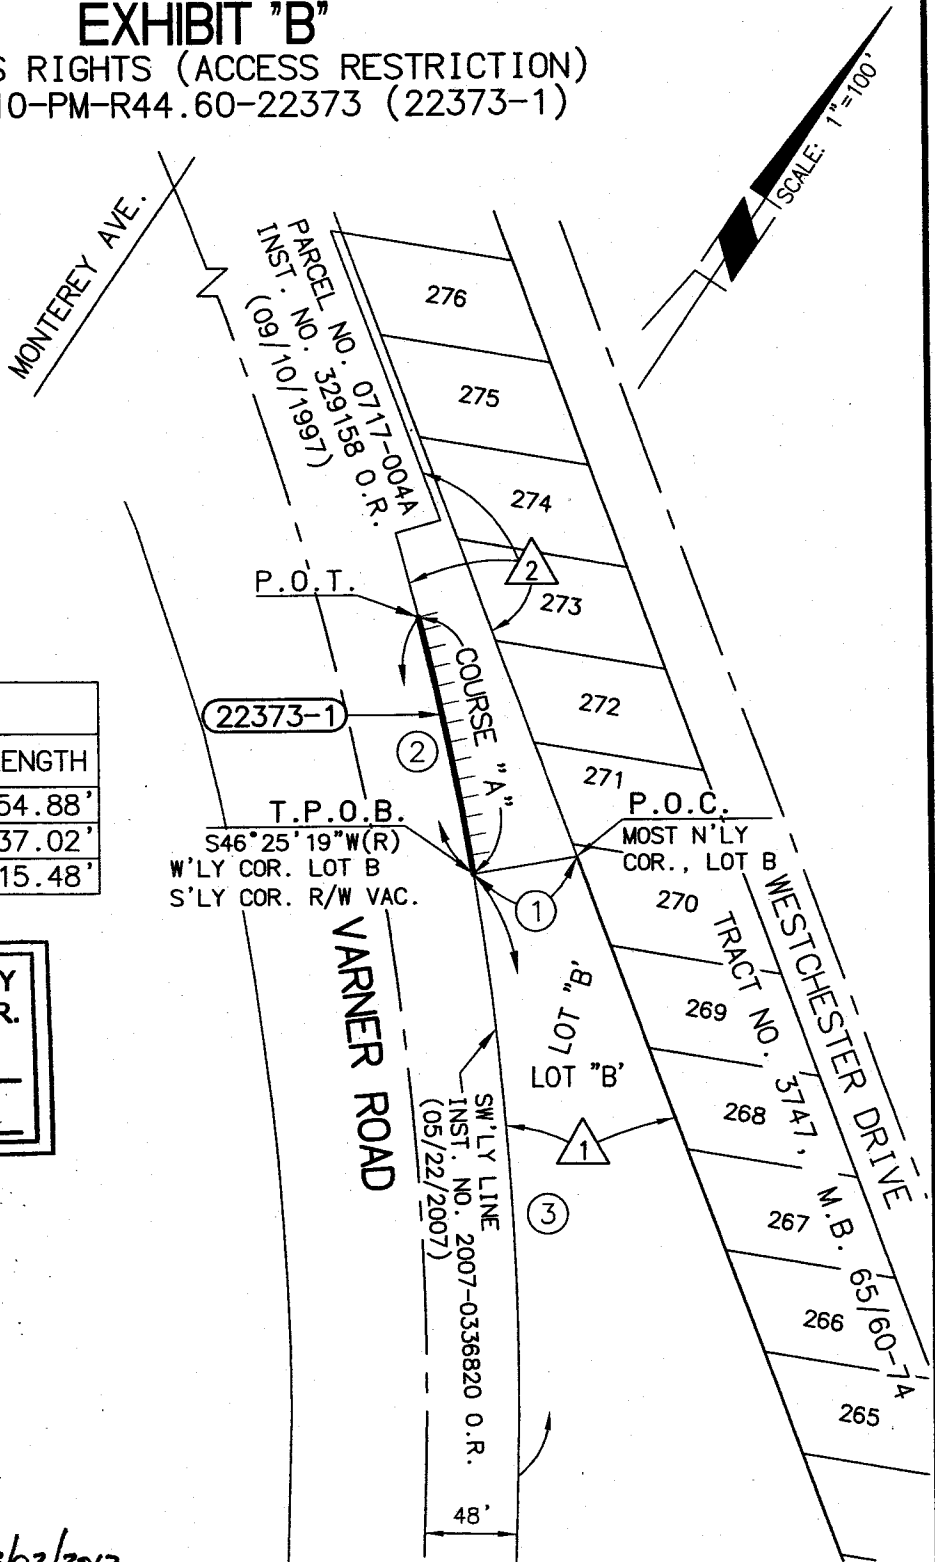 EXHIBIT "B"
S RIGHTS (ACCESS RESTRICTION)
10-PM-R44.60-22373 (22373-1)
SCALE: 1"=100'
MONTEREY AVE.
PARCEL NO. 0717-004A
INST. NO. 329158 O.R.
(09/10/1997)
276
275
274
2
273
P.O.T.
COURSE "A"
272
22373-1
2
271
ENGTH
54.88'
37.02'
15.48'
T.P.O.B.
S46°25'19"W(R)
W'LY COR. LOT B
S'LY COR. R/W VAC.
P.O.C.
MOST N'LY
COR., LOT B
1
270
WESTCHESTER DRIVE
TRACT NO. 3747, M.B. 65/60-74
VARNER ROAD
LOT "B"
LOT "B"
269
Y
R.
268
1
SW'LY LINE
INST. NO. 2007-0336820 O.R.
(05/22/2007)
3
267
266
265
48'